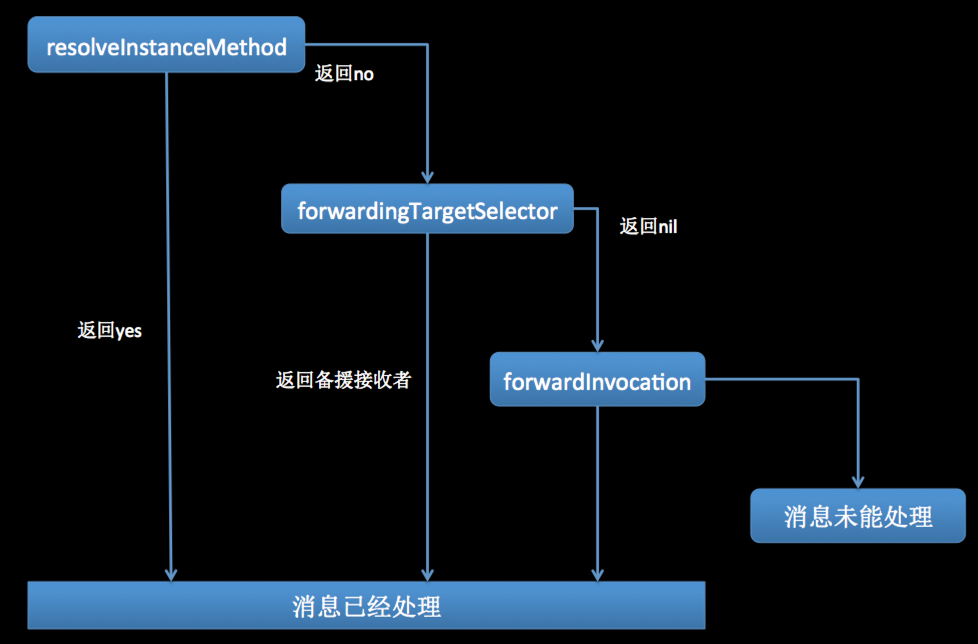 resolveInstanceMethod
返回no
forwardingTargetSelector
返回nil
返回yes
返回备援接收者
forwardInvocation
消息未能处理
消息已经处理